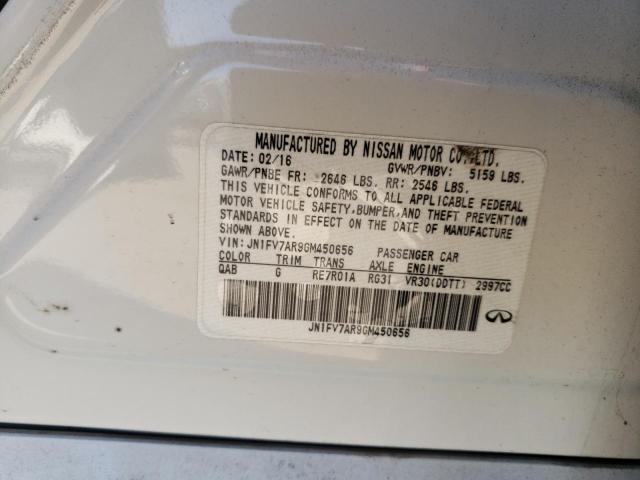 MANUFACTURED BY NISSAN MOTOR CO.,LTD.
DATE: 02/16 GVWR/PNBV: 5159 LBS.
GAWR/PNBE FR: 2646 LBS. RR: 2546 LBS.
THIS VEHICLE CONFORMS TO ALL APPLICABLE FEDERAL
MOTOR VEHICLE SAFETY, BUMPER, AND THEFT PREVENTION
STANDARDS IN EFFECT ON THE DATE OF MANUFACTURE
SHOWN ABOVE.
VIN: JN1FV7AR9GM450656 PASSENGER CAR
COLOR TRIM TRANS AXLE ENGINE
QAB G RE7R01A RG31 VR30(DDTT) 2997CC
JN1FV7AR9GM450656